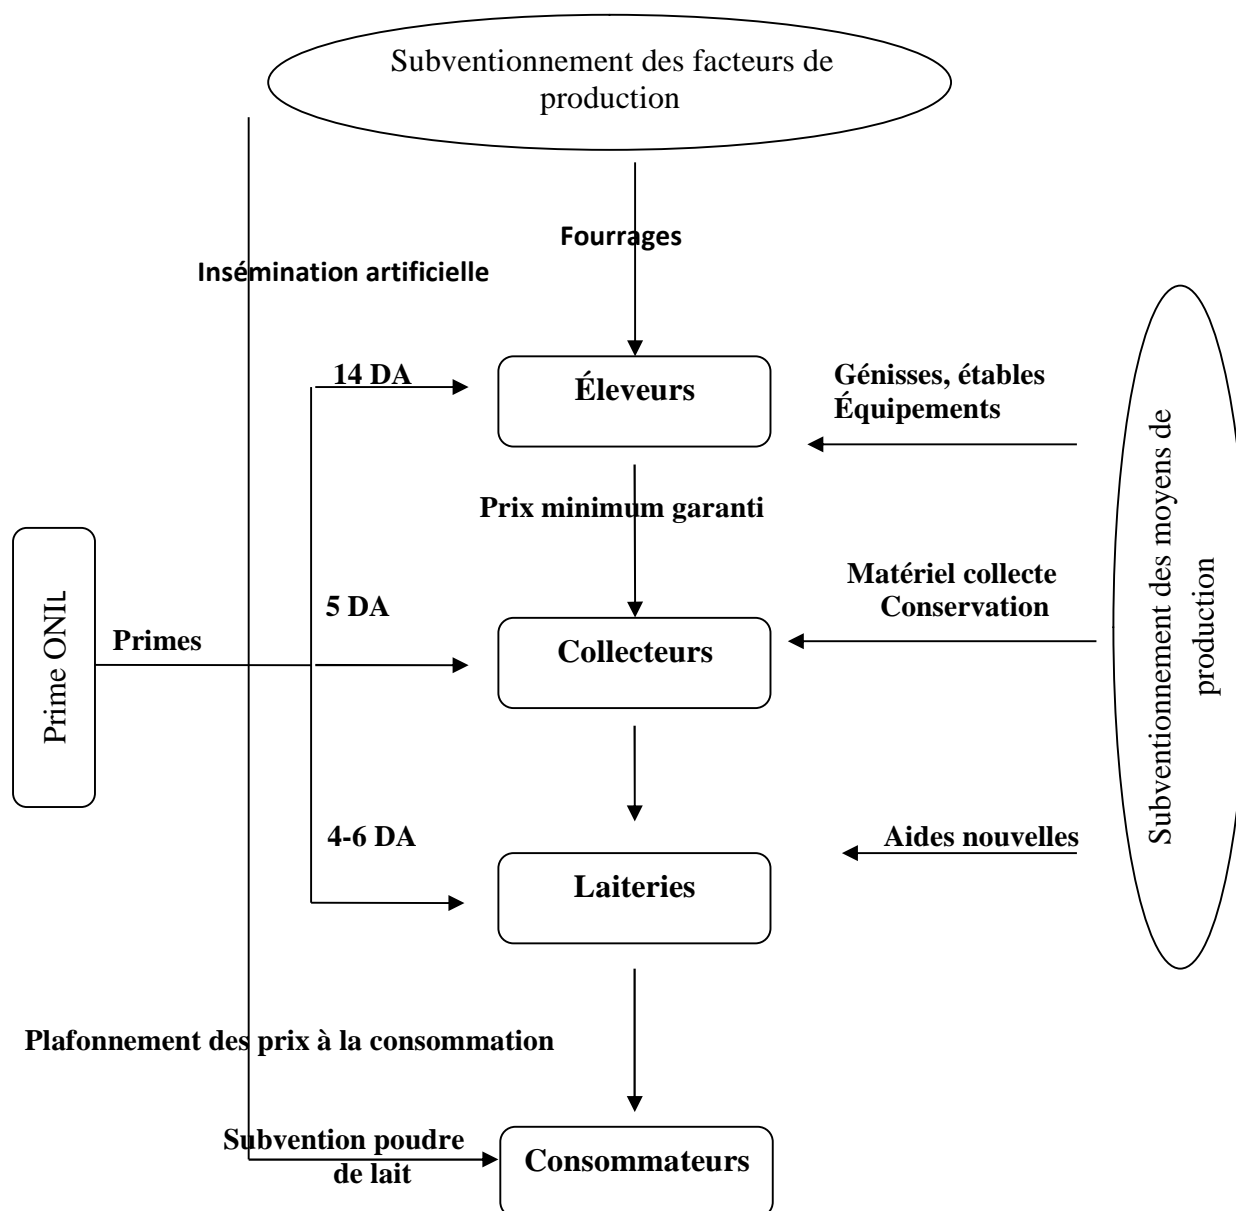 Subventionnement des facteurs de
production
Fourrages
Insémination artificielle
14 DA
Éleveurs
Génisses, étables
Équipements
Prix minimum garanti
Subventionnement des moyens de
production
Prime ONIL
Primes
5 DA
Collecteurs
Matériel collecte
Conservation
4-6 DA
Laiteries
Aides nouvelles
Plafonnement des prix à la consommation
Subvention poudre
de lait
Consommateurs